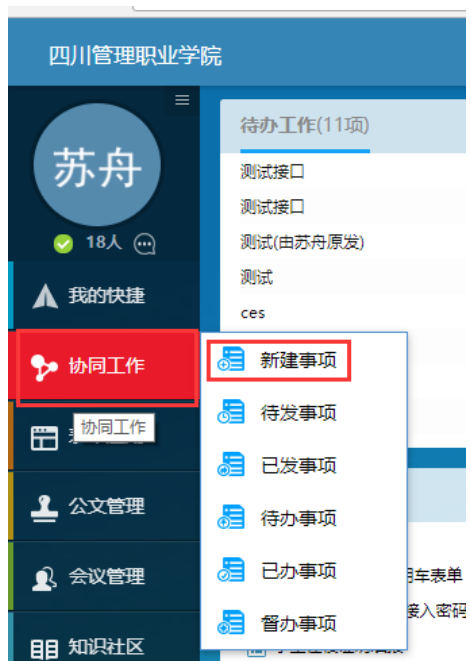 四川管理职业学院
苏舟
18人
待办工作(11项)
测试接口
测试接口
测试(由苏舟原发)
测试
ces
我的快捷
协同工作
协同工作
公文管理
会议管理
知识社区
新建事项
待发事项
已发事项
待办事项
已办事项
督办事项
车表单
接入密码